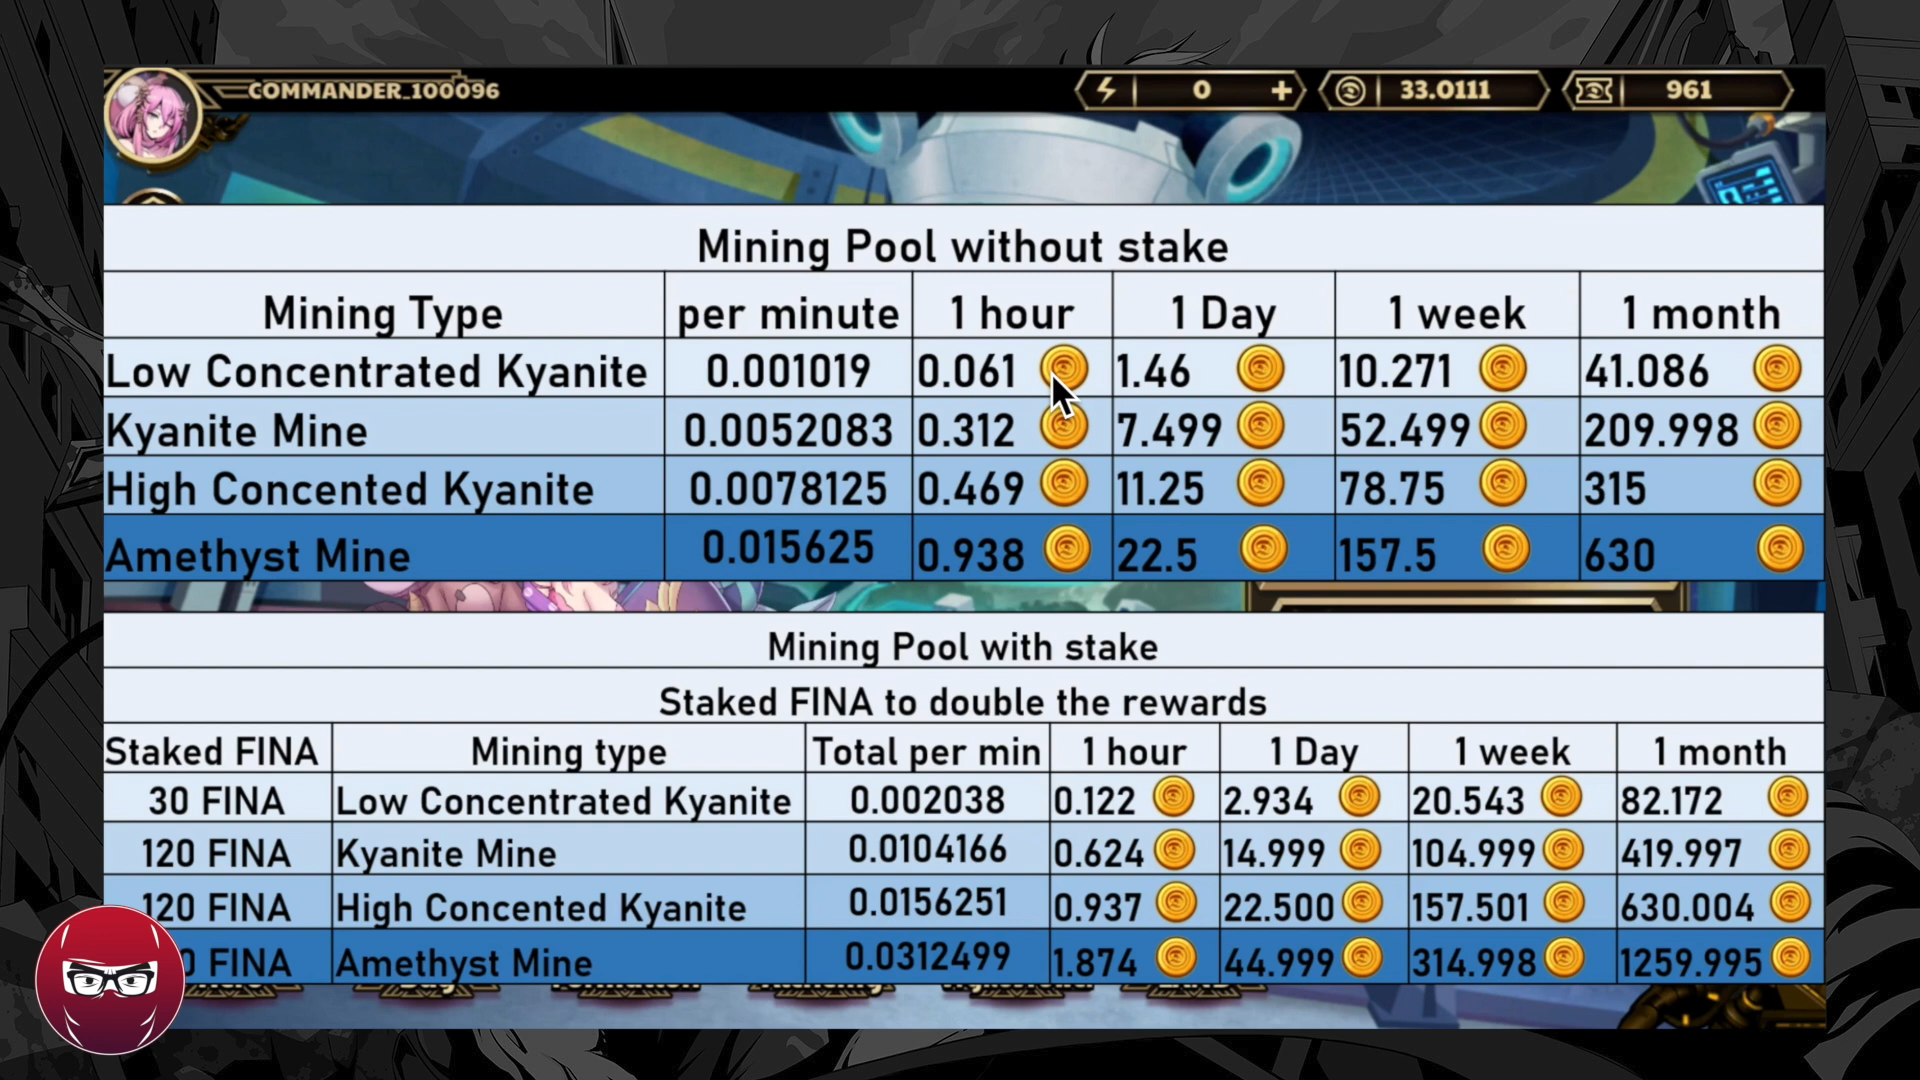 COMMANDER_100096
0
33.0111
961
Mining Pool without stake
Mining Type per minute 1 hour 1 Day 1 week 1 month
Low Concentrated Kyanite 0.001019 0.061 1.46 10.271 41.086
Kyanite Mine 0.0052083 0.312 7.499 52.499 209.998
High Concented Kyanite 0.0078125 0.469 11.25 78.75 315
Amethyst Mine 0.015625 0.938 22.5 157.5 630
Mining Pool with stake
Staked FINA to double the rewards
Staked FINA Mining type Total per min 1 hour 1 Day 1 week 1 month
30 FINA Low Concentrated Kyanite 0.002038 0.122 2.934 20.543 82.172
120 FINA Kyanite Mine 0.0104166 0.624 14.999 104.999 419.997
120 FINA High Concented Kyanite 0.0156251 0.937 22.500 157.501 630.004
FINA Amethyst Mine 0.0312499 1.874 44.999 314.998 1259.995